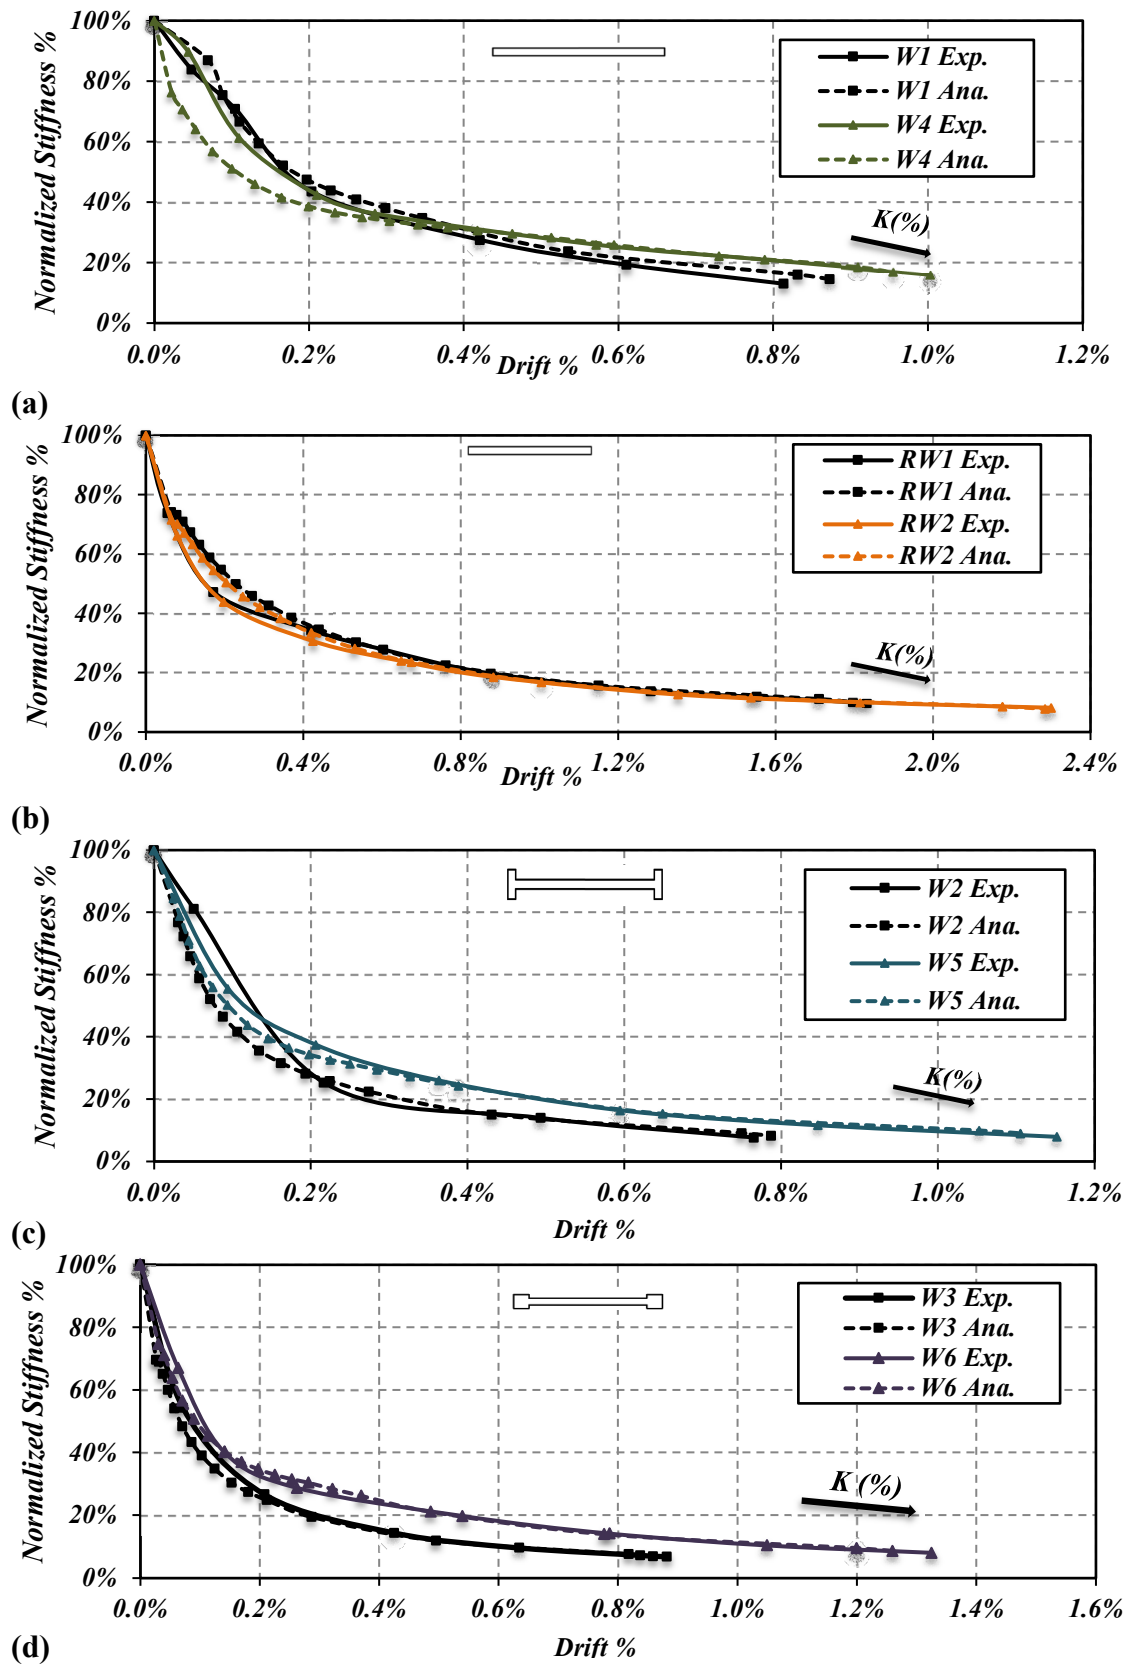 100%
80%
60%
40%
20%
0%
Normalized Stiffness %
W1 Exp.
W1 Ana.
W4 Exp.
W4 Ana.
K(%)
0.0% 0.2% 0.4% 0.6% 0.8% 1.0% 1.2%
Drift %
(a)
100%
80%
60%
40%
20%
0%
Normalized Stiffness %
RW1 Exp.
RW1 Ana.
RW2 Exp.
RW2 Ana.
K(%)
0.0% 0.4% 0.8% 1.2% 1.6% 2.0% 2.4%
Drift %
(b)
100%
80%
60%
40%
20%
0%
Normalized Stiffness %
W2 Exp.
W2 Ana.
W5 Exp.
W5 Ana.
K(%)
0.0% 0.2% 0.4% 0.6% 0.8% 1.0% 1.2%
Drift %
(c)
100%
80%
60%
40%
20%
0%
Normalized Stiffness %
W3 Exp.
W3 Ana.
W6 Exp.
W6 Ana.
K (%)
0.0% 0.2% 0.4% 0.6% 0.8% 1.0% 1.2% 1.4% 1.6%
Drift %
(d)